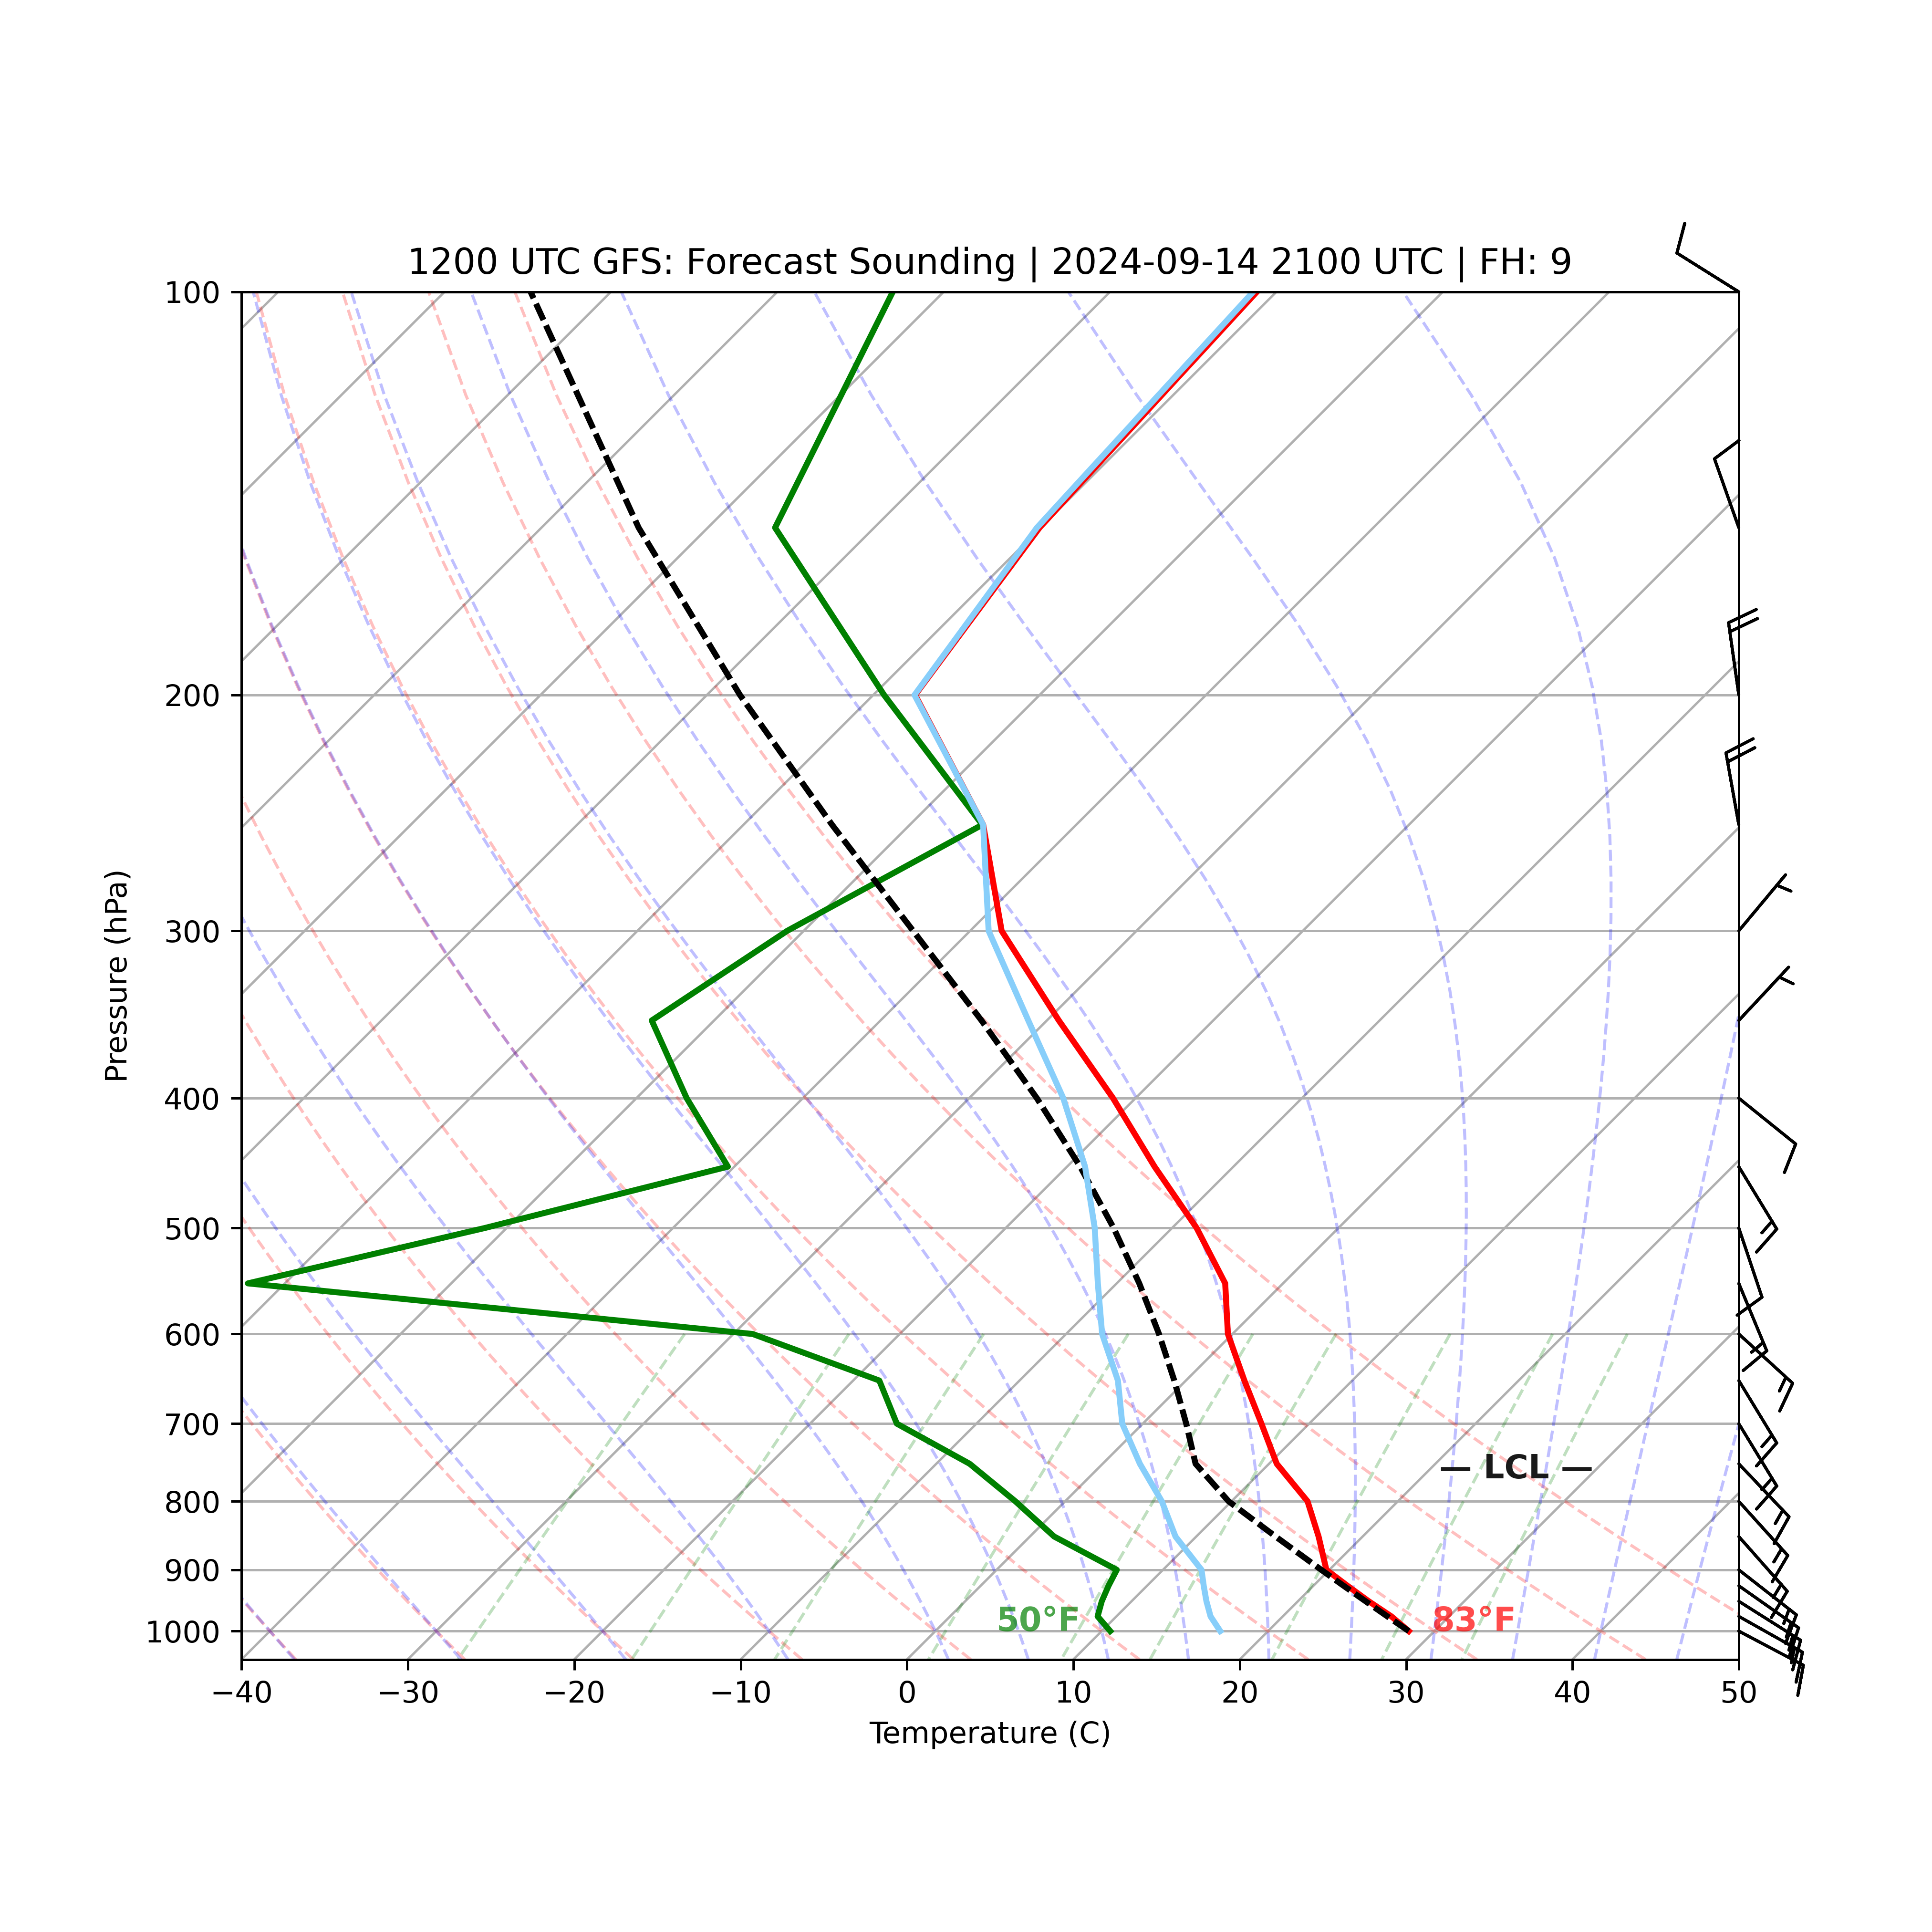 1200 UTC GFS: Forecast Sounding | 2024-09-14 2100 UTC | FH: 9
100
200
300
400
500
600
700
800
900
1000
Pressure (hPa)
— LCL —
50°F
83°F
−40 −30 −20 −10 0 10 20 30 40 50
Temperature (C)